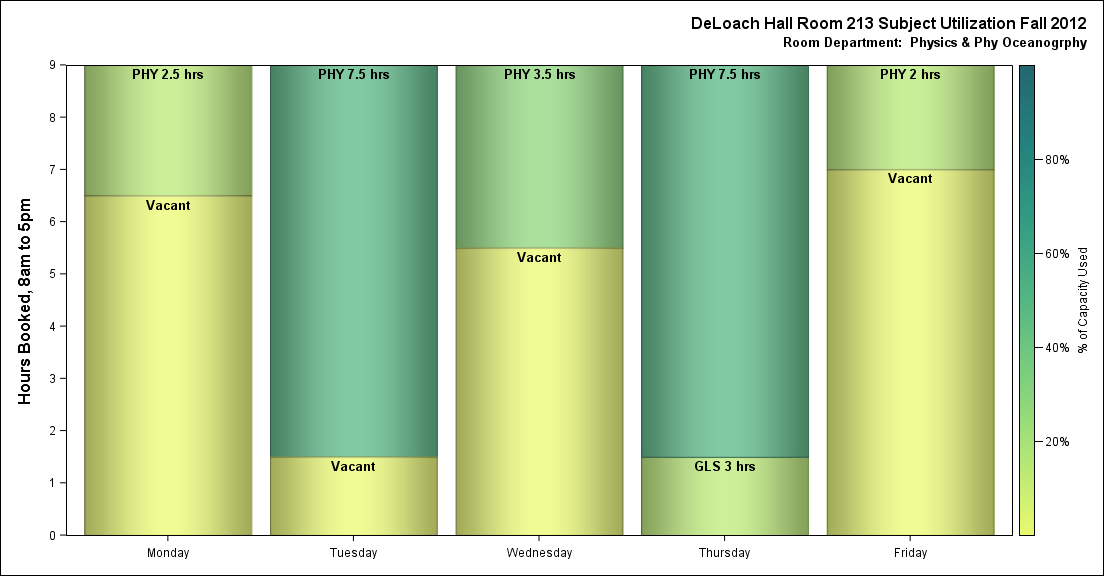 DeLoach Hall Room 213 Subject Utilization Fall 2012
Room Department:  Physics & Phy Oceanogrphy
Hours Booked, 8am to 5pm
9
8
7
6
5
4
3
2
1
0
PHY 2.5 hrs
Vacant
PHY 7.5 hrs
Vacant
PHY 3.5 hrs
Vacant
PHY 7.5 hrs
GLS 3 hrs
PHY 2 hrs
Vacant
Monday
Tuesday
Wednesday
Thursday
Friday
80%
60%
40%
20%
% of Capacity Used